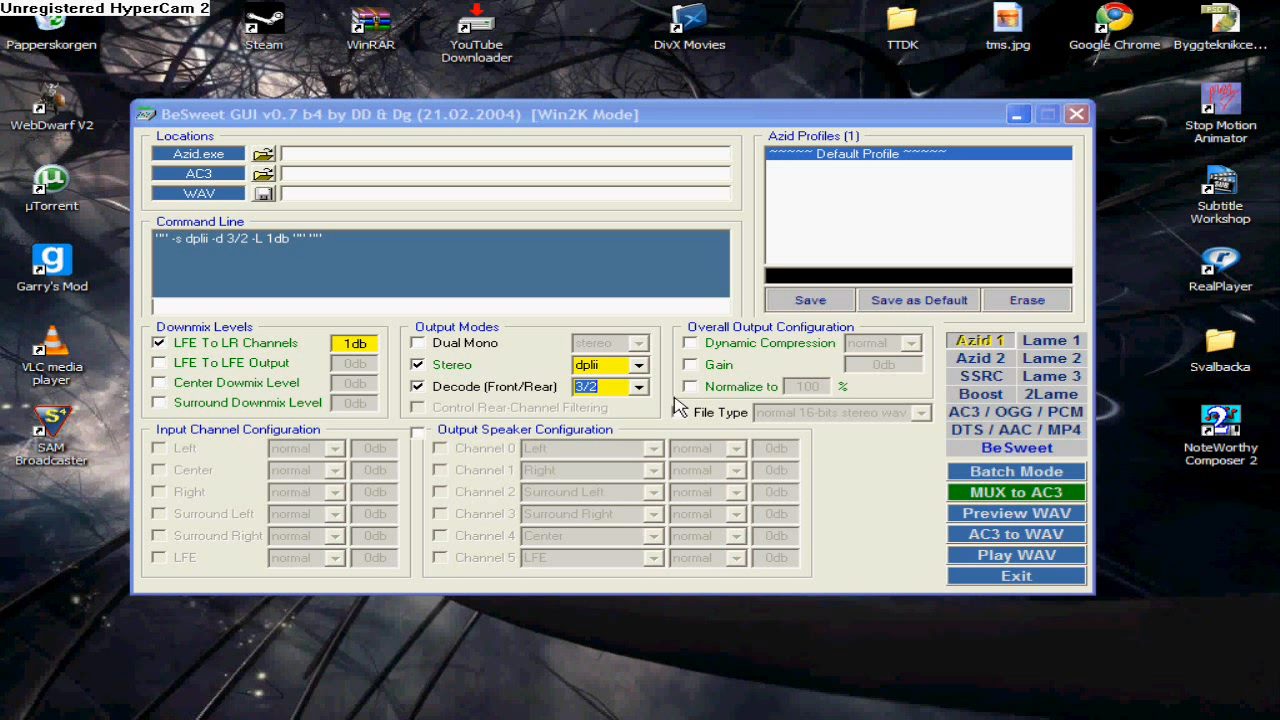 Unregistered HyperCam 2
Papperskorgen
Steam
WinRAR
YouTube Downloader
DivX Movies
TTDK
tms.jpg
Google Chrome
Byggteknikce...
WebDwarf V2
µTorrent
Garry's Mod
VLC media player
SAM Broadcaster
Stop Motion Animator
Subtitle Workshop
RealPlayer
Svalbacka
NoteWorthy Composer 2
BeSweet GUI v0.7 b4 by DD & Dg (21.02.2004) [Win2K Mode]
Locations
Azid.exe
AC3
WAV
Azid Profiles (1)
~~~~~ Default Profile ~~~~~
Command Line
"" -s dplii -d 3/2 -L 1db "" ""
Save
Save as Default
Erase
Downmix Levels
LFE To LR Channels 1db
LFE To LFE Output 0db
Center Dowmix Level 0db
Surround Downmix Level 0db
Output Modes
Dual Mono stereo
Stereo dplii
Decode (Front/Rear) 3/2
Control Rear-Channel Filtering
Overall Output Configuration
Dynamic Compression normal
Gain 0db
Normalize to 100 %
File Type normal 16-bits stereo wav
Input Channel Configuration
Left normal 0db
Center normal 0db
Right normal 0db
Surround Left normal 0db
Surround Right normal 0db
LFE normal 0db
Output Speaker Configuration
Channel 0 Left normal 0db
Channel 1 Right normal 0db
Channel 2 Surround Left normal 0db
Channel 3 Surround Right normal 0db
Channel 4 Center normal 0db
Channel 5 LFE normal 0db
Azid 1 Lame 1
Azid 2 Lame 2
SSRC Lame 3
Boost 2Lame
AC3 / OGG / PCM
DTS / AAC / MP4
BeSweet
Batch Mode
MUX to AC3
Preview WAV
AC3 to WAV
Play WAV
Exit